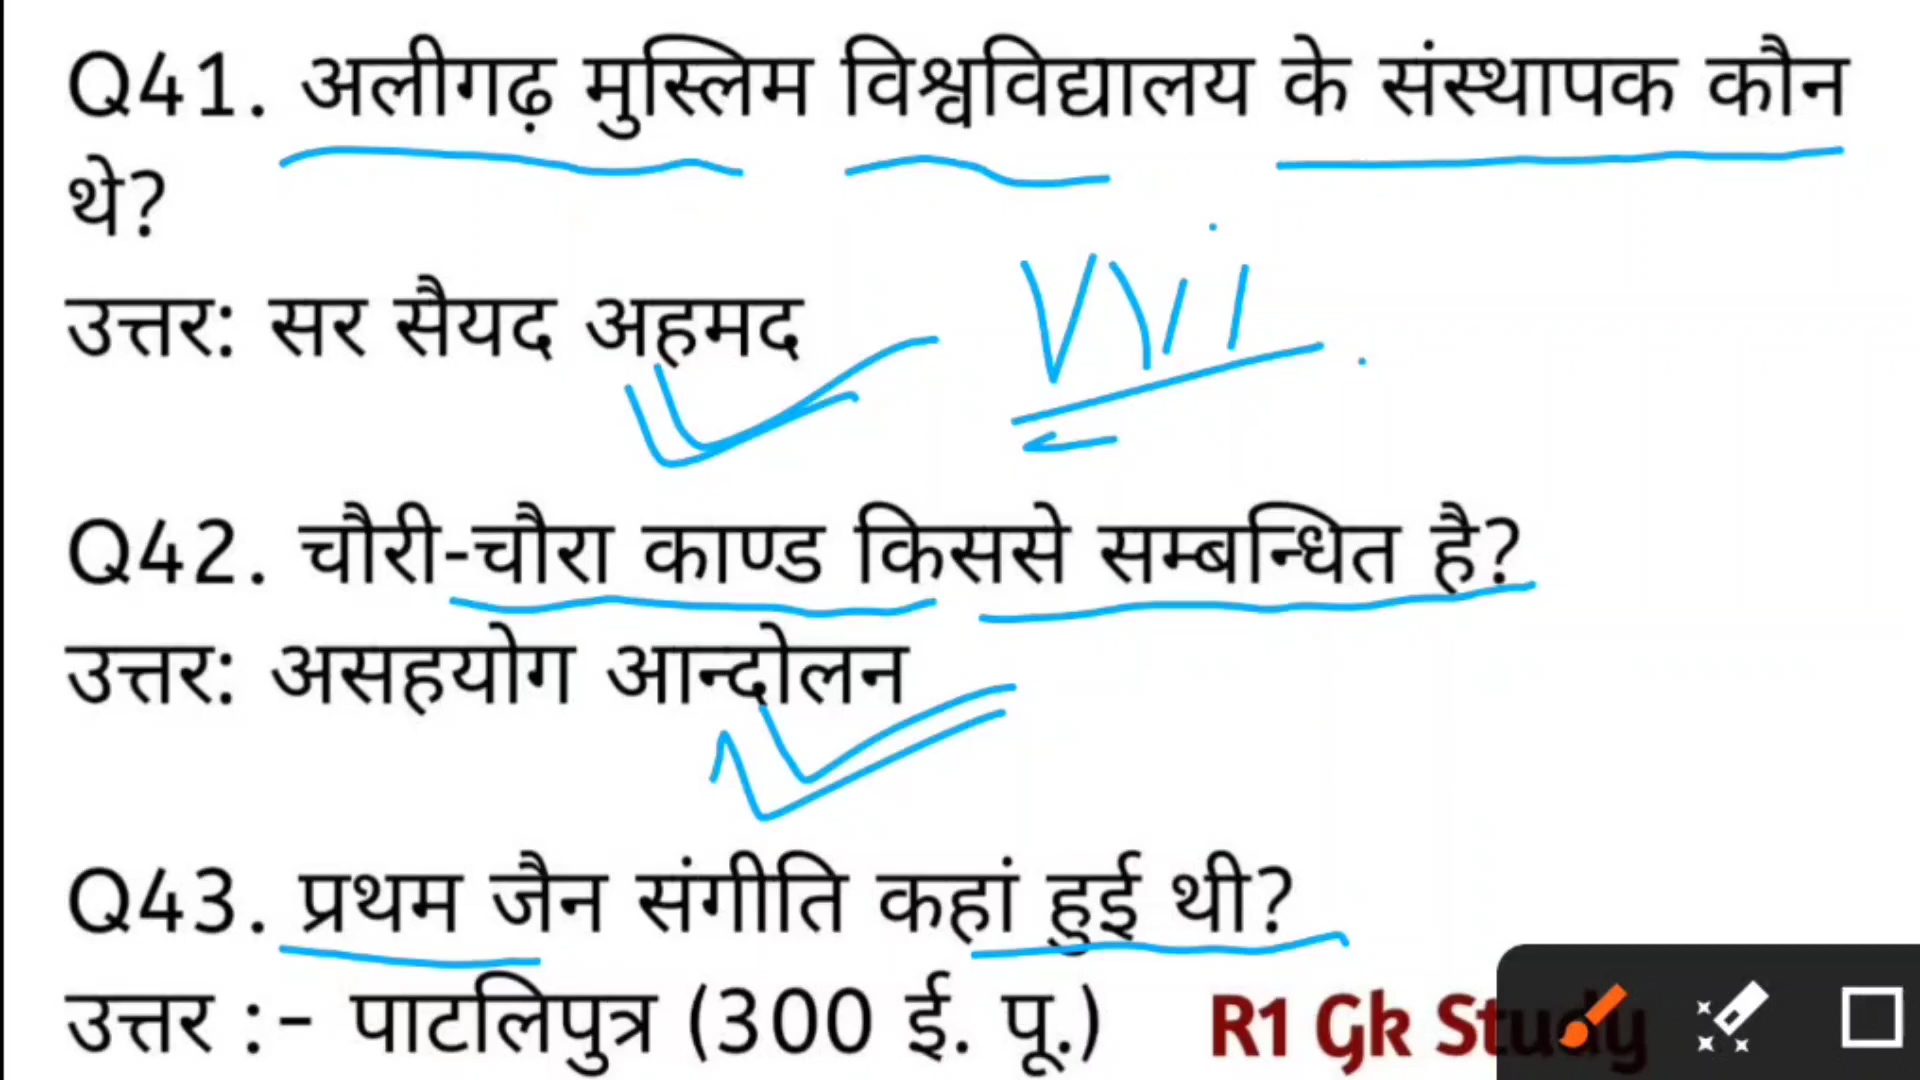 Q41. अलीगढ़ मुस्लिम विश्वविद्यालय के संस्थापक कौन
थे?
उत्तर: सर सैयद अहमद
Q42. चौरी-चौरा काण्ड किससे सम्बन्धित है?
उत्तर: असहयोग आन्दोलन
Q43. प्रथम जैन संगीति कहां हुई थी?
उत्तर :- पाटलिपुत्र (300 ई. पू.)
R1 Gk Study